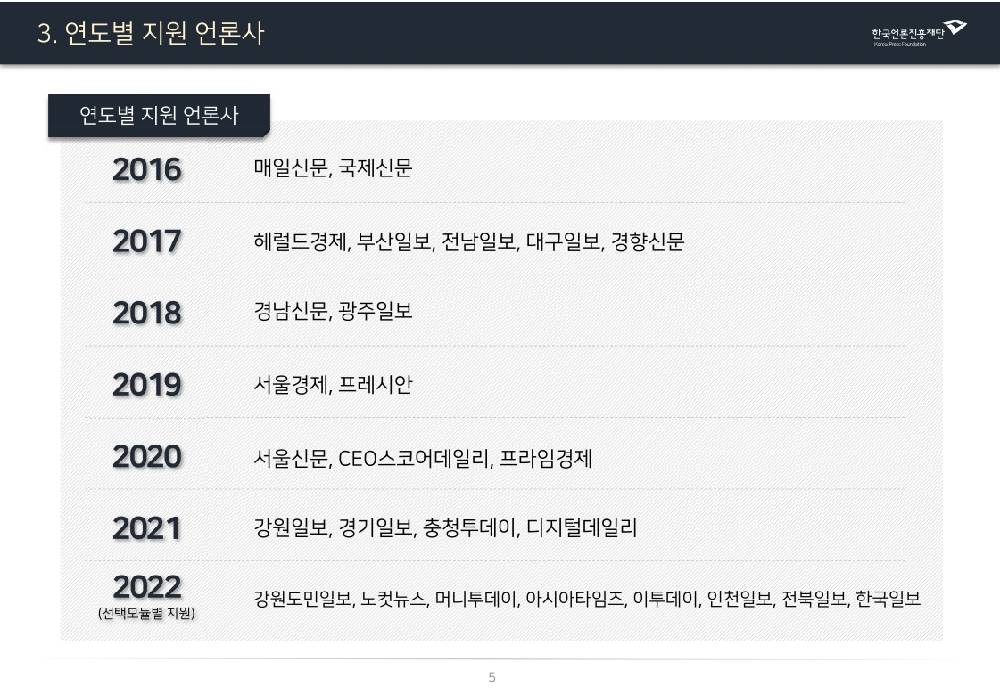 3. 연도별 지원 언론사
한국언론진흥재단
Korea Press Foundation
연도별 지원 언론사
2016 매일신문, 국제신문
2017 헤럴드경제, 부산일보, 전남일보, 대구일보, 경향신문
2018 경남신문, 광주일보
2019 서울경제, 프레시안
2020 서울신문, CEO스코어데일리, 프라임경제
2021 강원일보, 경기일보, 충청투데이, 디지털데일리
2022 강원도민일보, 노컷뉴스, 머니투데이, 아시아타임즈, 이투데이, 인천일보, 전북일보, 한국일보
(선택모듈별 지원)
5